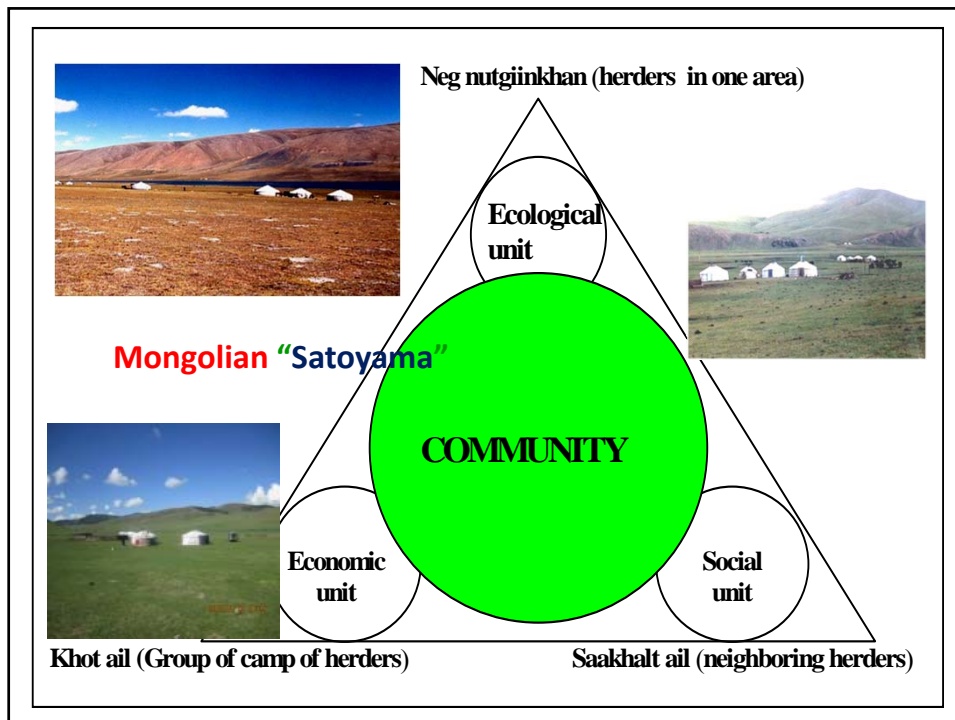 Neg nutgiinkhan (herders in one area)
Ecological
unit
Mongolian “Satoyama”
COMMUNITY
Economic
unit
Social
unit
Khot ail (Group of camp of herders)
Saakhalt ail (neighboring herders)